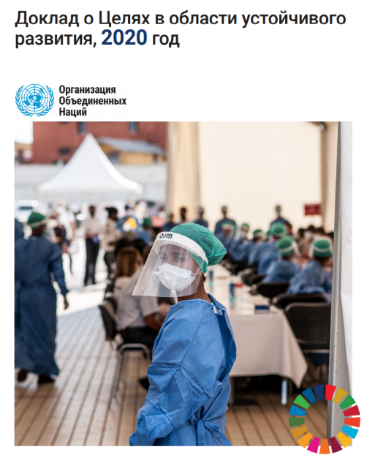 Доклад о Целях в области устойчивого
развития, 2020 год
Организация
Объединенных
Наций